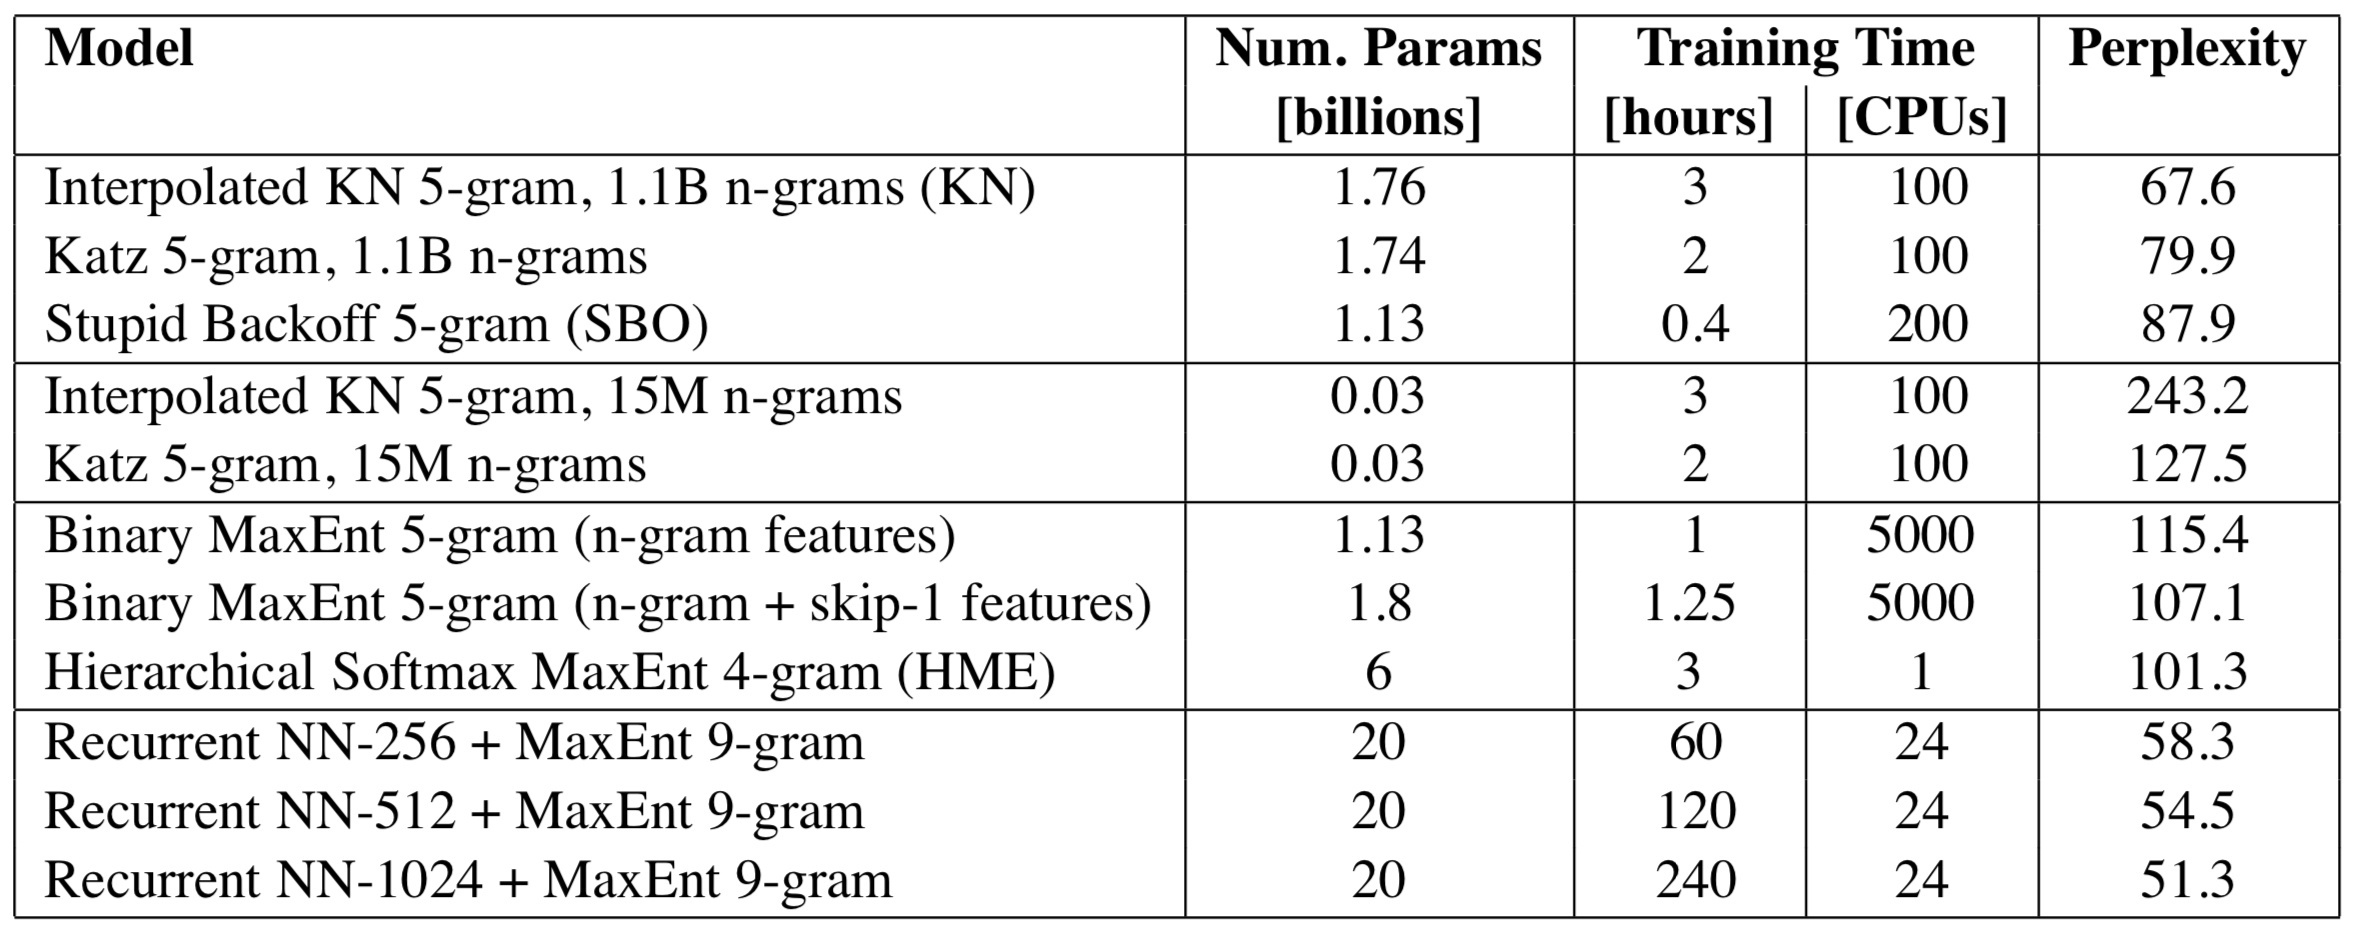 Model Num. Params Training Time Perplexity
[billions] [hours] [CPUs]
Interpolated KN 5-gram, 1.1B n-grams (KN) 1.76 3 100 67.6
Katz 5-gram, 1.1B n-grams 1.74 2 100 79.9
Stupid Backoff 5-gram (SBO) 1.13 0.4 200 87.9
Interpolated KN 5-gram, 15M n-grams 0.03 3 100 243.2
Katz 5-gram, 15M n-grams 0.03 2 100 127.5
Binary MaxEnt 5-gram (n-gram features) 1.13 1 5000 115.4
Binary MaxEnt 5-gram (n-gram + skip-1 features) 1.8 1.25 5000 107.1
Hierarchical Softmax MaxEnt 4-gram (HME) 6 3 1 101.3
Recurrent NN-256 + MaxEnt 9-gram 20 60 24 58.3
Recurrent NN-512 + MaxEnt 9-gram 20 120 24 54.5
Recurrent NN-1024 + MaxEnt 9-gram 20 240 24 51.3